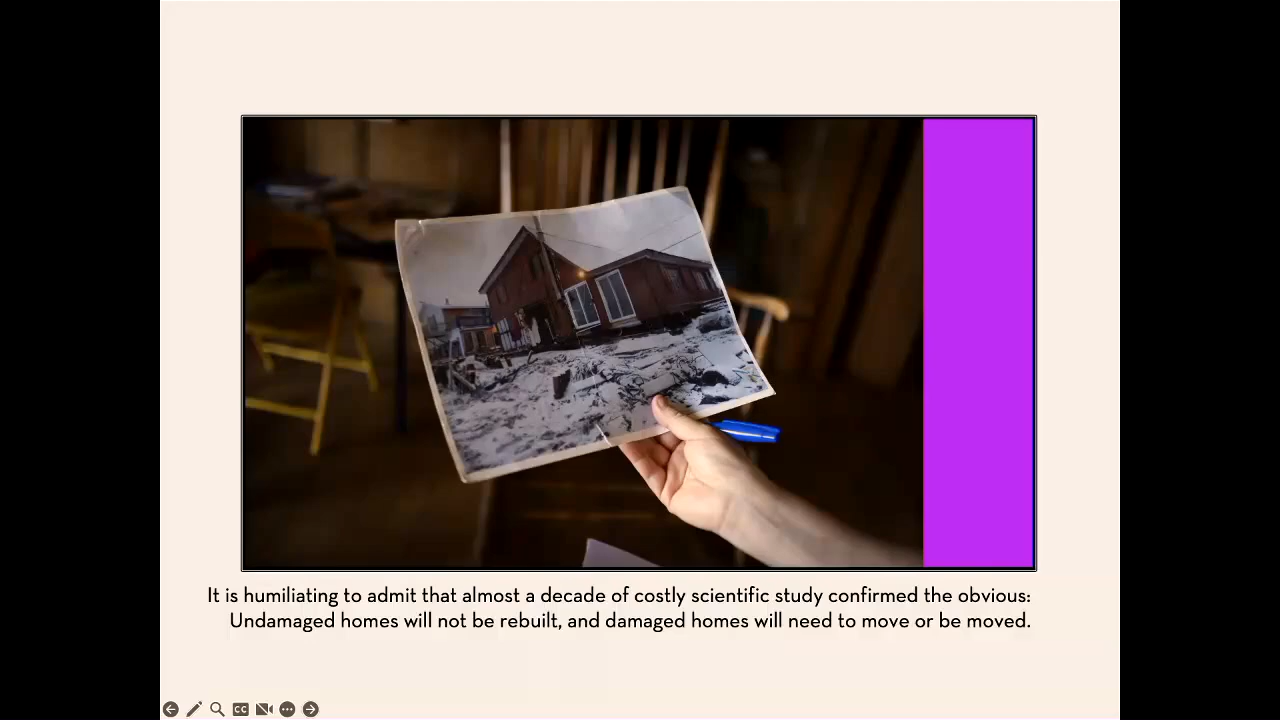 It is humiliating to admit that almost a decade of costly scientific study confirmed the obvious:
Undamaged homes will not be rebuilt, and damaged homes will need to move or be moved.
CC